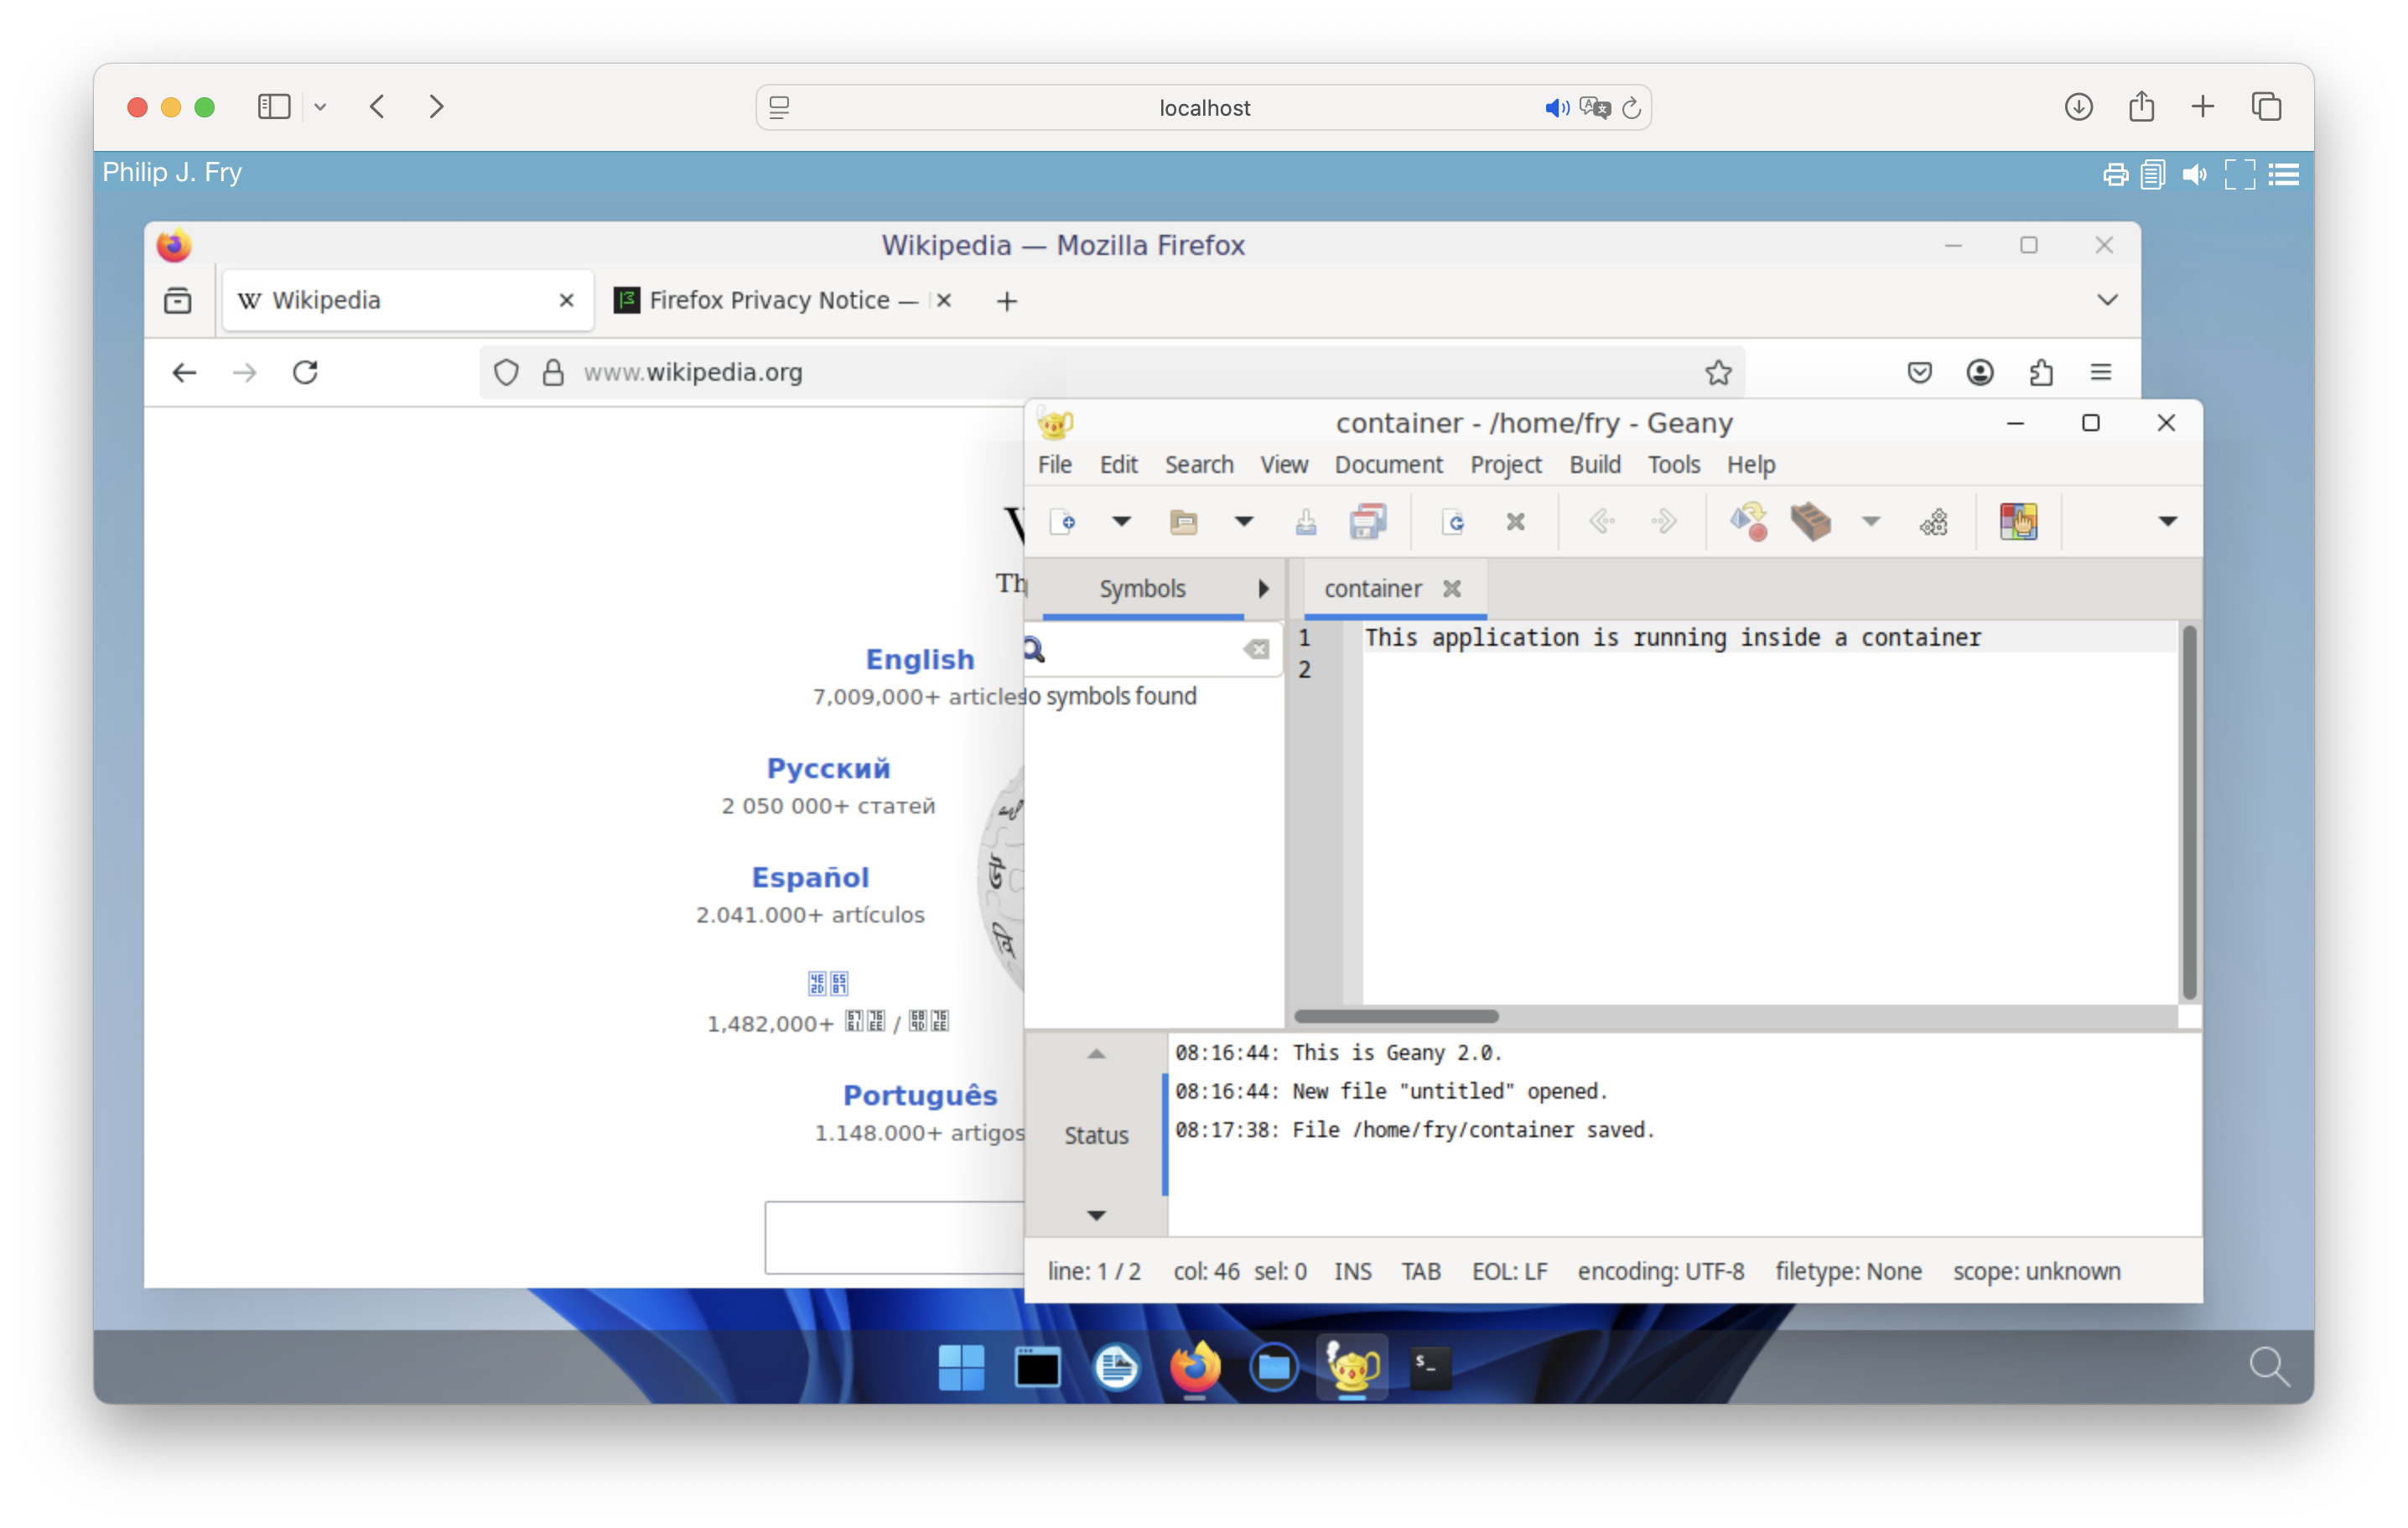 localhost
Philip J. Fry
Wikipedia — Mozilla Firefox
Wikipedia
Firefox Privacy Notice —
www.wikipedia.org
container - /home/fry - Geany
File Edit Search View Document Project Build Tools Help
Symbols
container
1 This application is running inside a container
2
English
7,009,000+ articles
symbols found
Русский
2 050 000+ статей
Español
2.041.000+ artículos
1,482,000+ /
Português
1.148.000+ artigos
Status
08:16:44: This is Geany 2.0.
08:16:44: New file "untitled" opened.
08:17:38: File /home/fry/container saved.
line: 1 / 2 col: 46 sel: 0 INS TAB EOL: LF encoding: UTF-8 filetype: None scope: unknown
$_